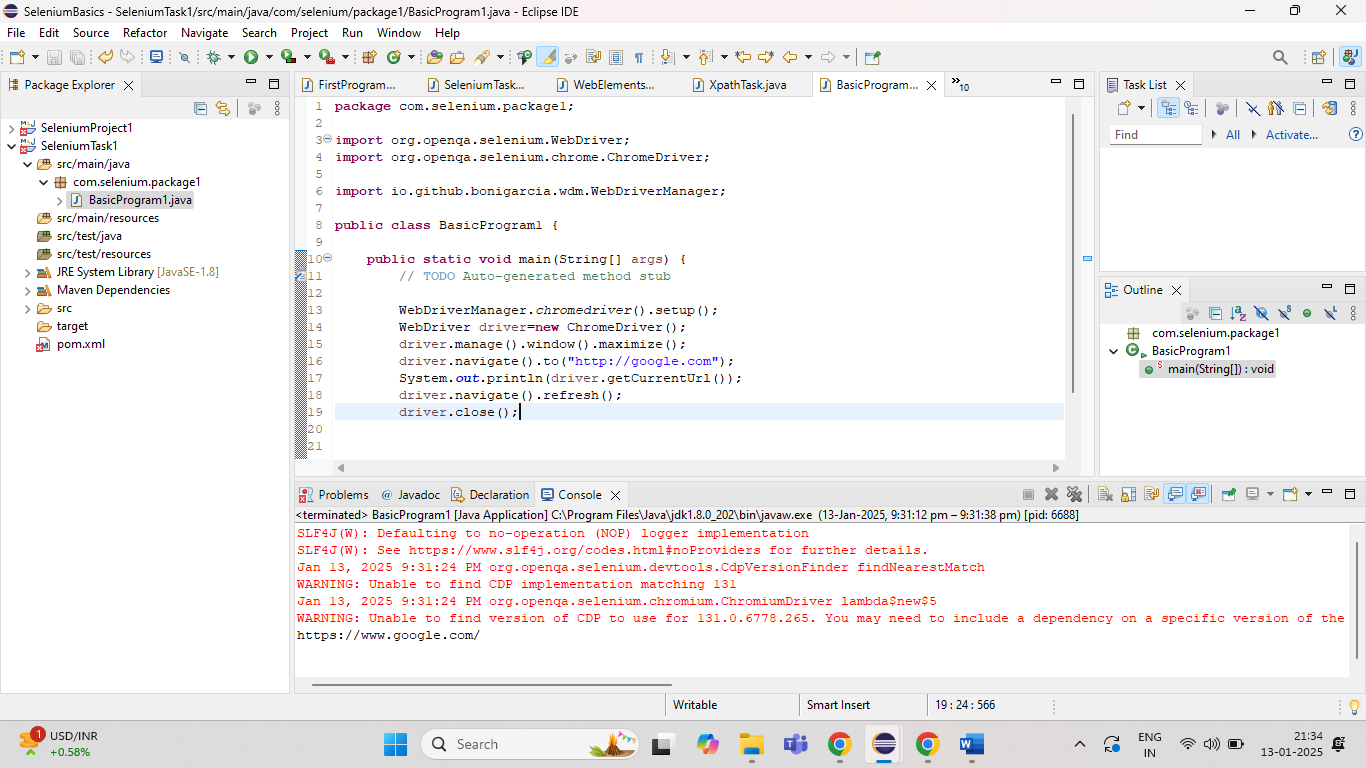 SeleniumBasics - SeleniumTask1/src/main/java/com/selenium/package1/BasicProgram1.java - Eclipse IDE
File Edit Source Refactor Navigate Search Project Run Window Help
Package Explorer
SeleniumProject1
SeleniumTask1
src/main/java
com.selenium.package1
BasicProgram1.java
src/main/resources
src/test/java
src/test/resources
JRE System Library [JavaSE-1.8]
Maven Dependencies
src
target
pom.xml
FirstProgram... SeleniumTask... WebElements... XpathTask.java BasicProgram... »10
1 package com.selenium.package1;
2
3 import org.openqa.selenium.WebDriver;
4 import org.openqa.selenium.chrome.ChromeDriver;
5
6 import io.github.bonigarcia.wdm.WebDriverManager;
7
8 public class BasicProgram1 {
9
10 public static void main(String[] args) {
11 // TODO Auto-generated method stub
12
13 WebDriverManager.chromedriver().setup();
14 WebDriver driver=new ChromeDriver();
15 driver.manage().window().maximize();
16 driver.navigate().to("http://google.com");
17 System.out.println(driver.getCurrentUrl());
18 driver.navigate().refresh();
19 driver.close();
20
21
Task List
Find All Activate...
Outline
com.selenium.package1
BasicProgram1
main(String[]) : void
Problems Javadoc Declaration Console
<terminated> BasicProgram1 [Java Application] C:\Program Files\Java\jdk1.8.0_202\bin\javaw.exe (13-Jan-2025, 9:31:12 pm – 9:31:38 pm) [pid: 6688]
SLF4J(W): Defaulting to no-operation (NOP) logger implementation
SLF4J(W): See https://www.slf4j.org/codes.html#noProviders for further details.
Jan 13, 2025 9:31:24 PM org.openqa.selenium.devtools.CdpVersionFinder findNearestMatch
WARNING: Unable to find CDP implementation matching 131
Jan 13, 2025 9:31:24 PM org.openqa.selenium.chromium.ChromiumDriver lambda$new$5
WARNING: Unable to find version of CDP to use for 131.0.6778.265. You may need to include a dependency on a specific version of the
https://www.google.com/
Writable Smart Insert 19 : 24 : 566
1
USD/INR
+0.58%
Search
ENG
IN
21:34
13-01-2025